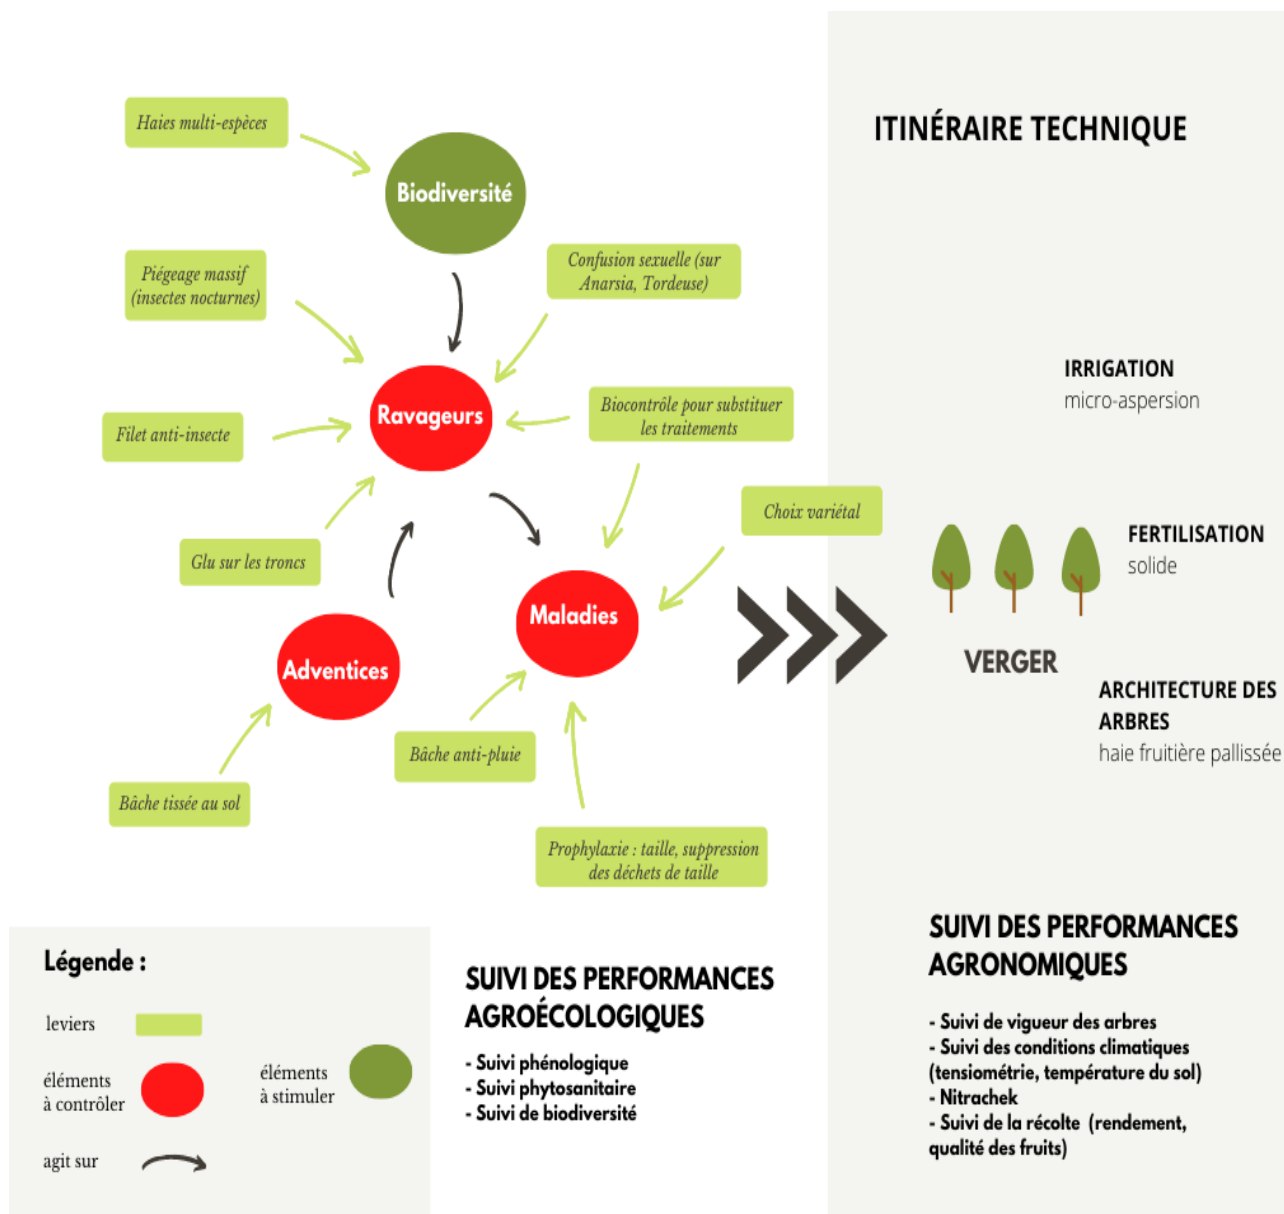 Haies multi-espèces
Biodiversité
Piégeage massif
(insectes nocturnes)
Confusion sexuelle (sur
Anarsia, Tordeuse)
Ravageurs
Filet anti-insecte
Biocontrôle pour substituer
les traitements
Choix variétal
Glu sur les troncs
Maladies
Adventices
Bâche anti-pluie
Bâche tissée au sol
Prophylaxie : taille, suppression
des déchets de taille
ITINÉRAIRE TECHNIQUE
IRRIGATION
micro-aspersion
FERTILISATION
solide
VERGER
ARCHITECTURE DES
ARBRES
haie fruitière pallissée
Légende :
leviers
éléments
à contrôler
éléments
à stimuler
agit sur
SUIVI DES PERFORMANCES
AGROÉCOLOGIQUES
- Suivi phénologique
- Suivi phytosanitaire
- Suivi de biodiversité
SUIVI DES PERFORMANCES
AGRONOMIQUES
- Suivi de vigueur des arbres
- Suivi des conditions climatiques
(tensiométrie, température du sol)
- Nitrachek
- Suivi de la récolte (rendement,
qualité des fruits)